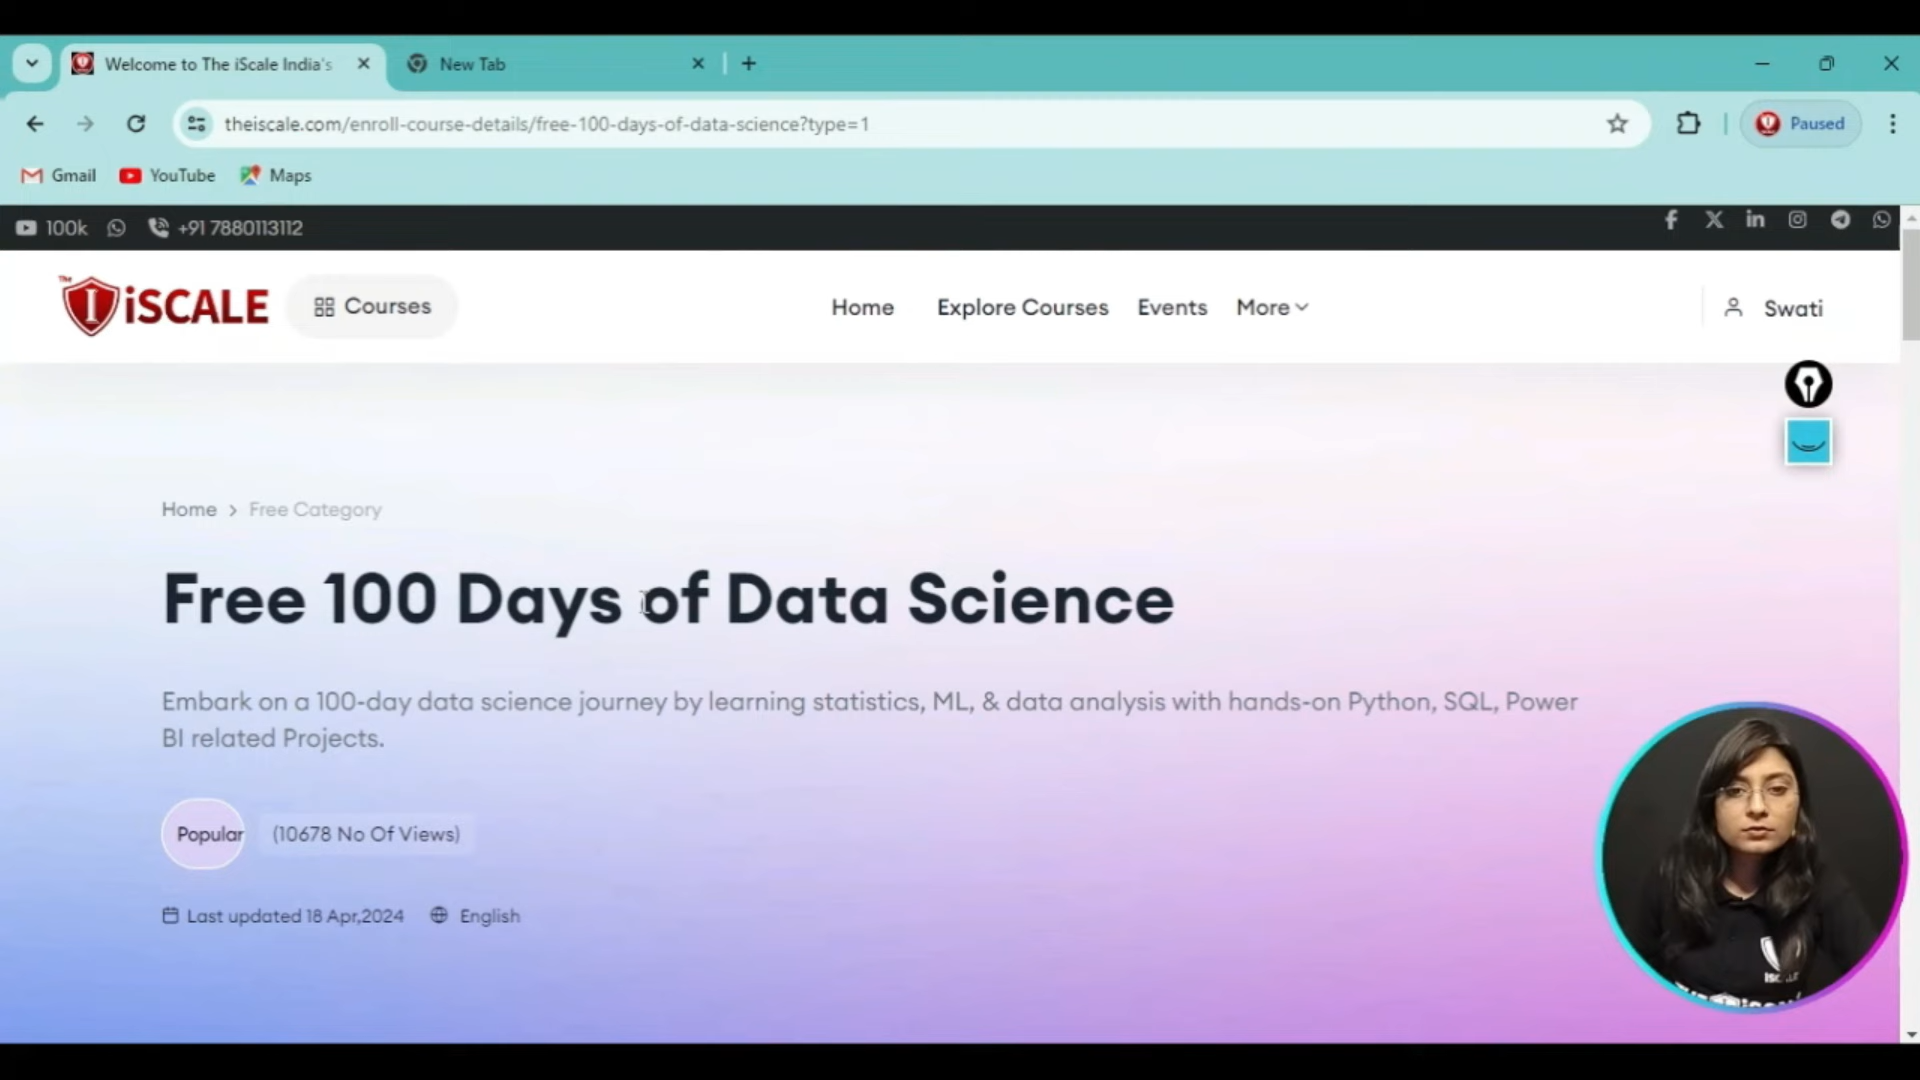 Welcome to The iScale India's
New Tab
theiscale.com/enroll-course-details/free-100-days-of-data-science?type=1
Paused
Gmail
YouTube
Maps
100k
+91 7880113112
The
iSCALE
Courses
Home
Explore Courses
Events
More
Swati
Home > Free Category
Free 100 Days of Data Science
Embark on a 100-day data science journey by learning statistics, ML, & data analysis with hands-on Python, SQL, Power
BI related Projects.
Popular
(10678 No Of Views)
Last updated 18 Apr,2024
English